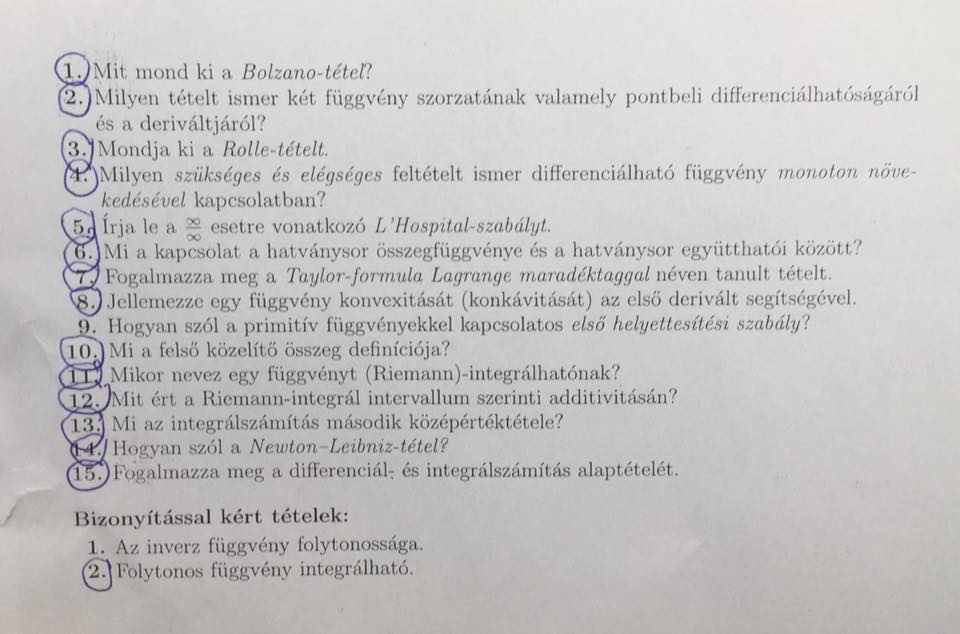 1. Mit mond ki a Bolzano-tétel?
2. Milyen tételt ismer két függvény szorzatának valamely pontbeli differenciálhatóságáról
és a deriváltjáról?
3. Mondja ki a Rolle-tételt.
4. Milyen szükséges és elégséges feltételt ismer differenciálható függvény monoton növe-
kedésével kapcsolatban?
5. Írja le a ∞/∞ esetre vonatkozó L'Hospital-szabályt.
6. Mi a kapcsolat a hatványsor összegfüggvénye és a hatványsor együtthatói között?
7. Fogalmazza meg a Taylor-formula Lagrange maradéktaggal néven tanult tételt.
8. Jellemezze egy függvény konvexitását (konkávitását) az első derivált segítségével.
9. Hogyan szól a primitív függvényekkel kapcsolatos első helyettesítési szabály?
10. Mi a felső közelítő összeg definíciója?
11. Mikor nevez egy függvényt (Riemann)-integrálhatónak?
12. Mit ért a Riemann-integrál intervallum szerinti additivitásán?
13. Mi az integrálszámítás második középértéktétele?
14. Hogyan szól a Newton–Leibniz-tétel?
15. Fogalmazza meg a differenciál- és integrálszámítás alaptételét.
Bizonyítással kért tételek:
1. Az inverz függvény folytonossága.
2. Folytonos függvény integrálható.